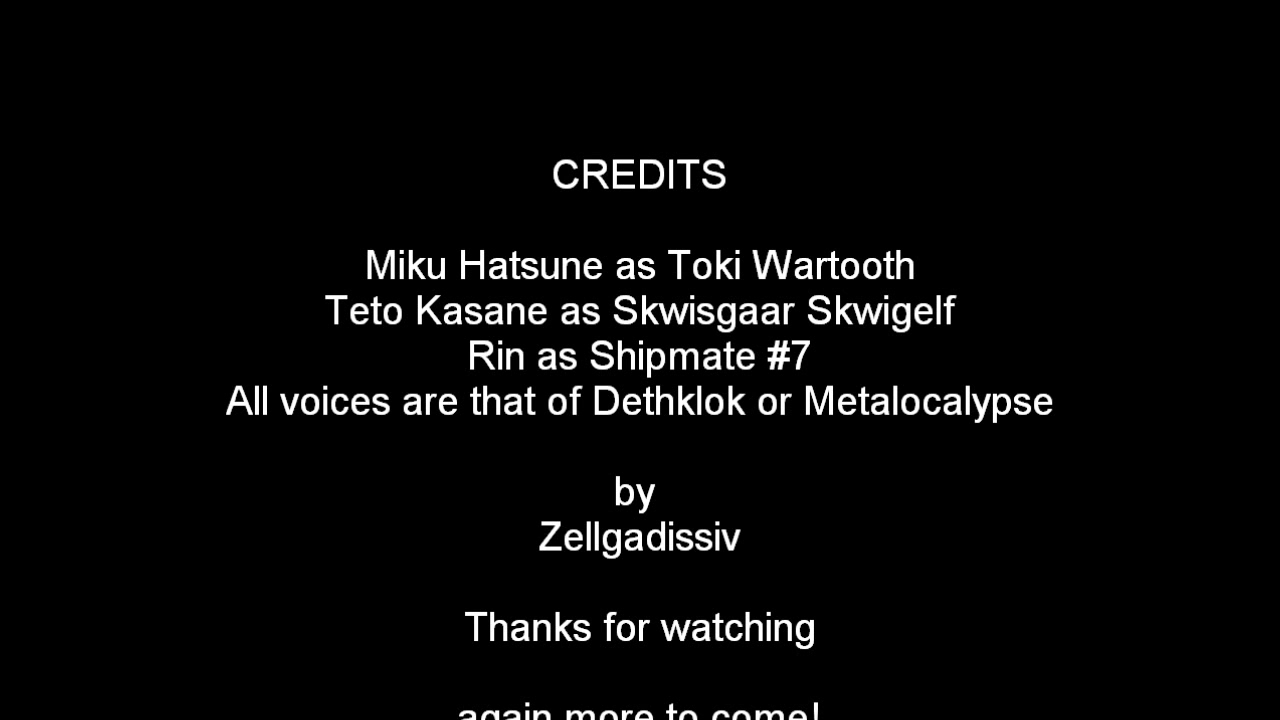 CREDITS
Miku Hatsune as Toki Wartooth
Teto Kasane as Skwisgaar Skwigelf
Rin as Shipmate #7
All voices are that of Dethklok or Metalocalypse
by
Zellgadissiv
Thanks for watching
again more to come!